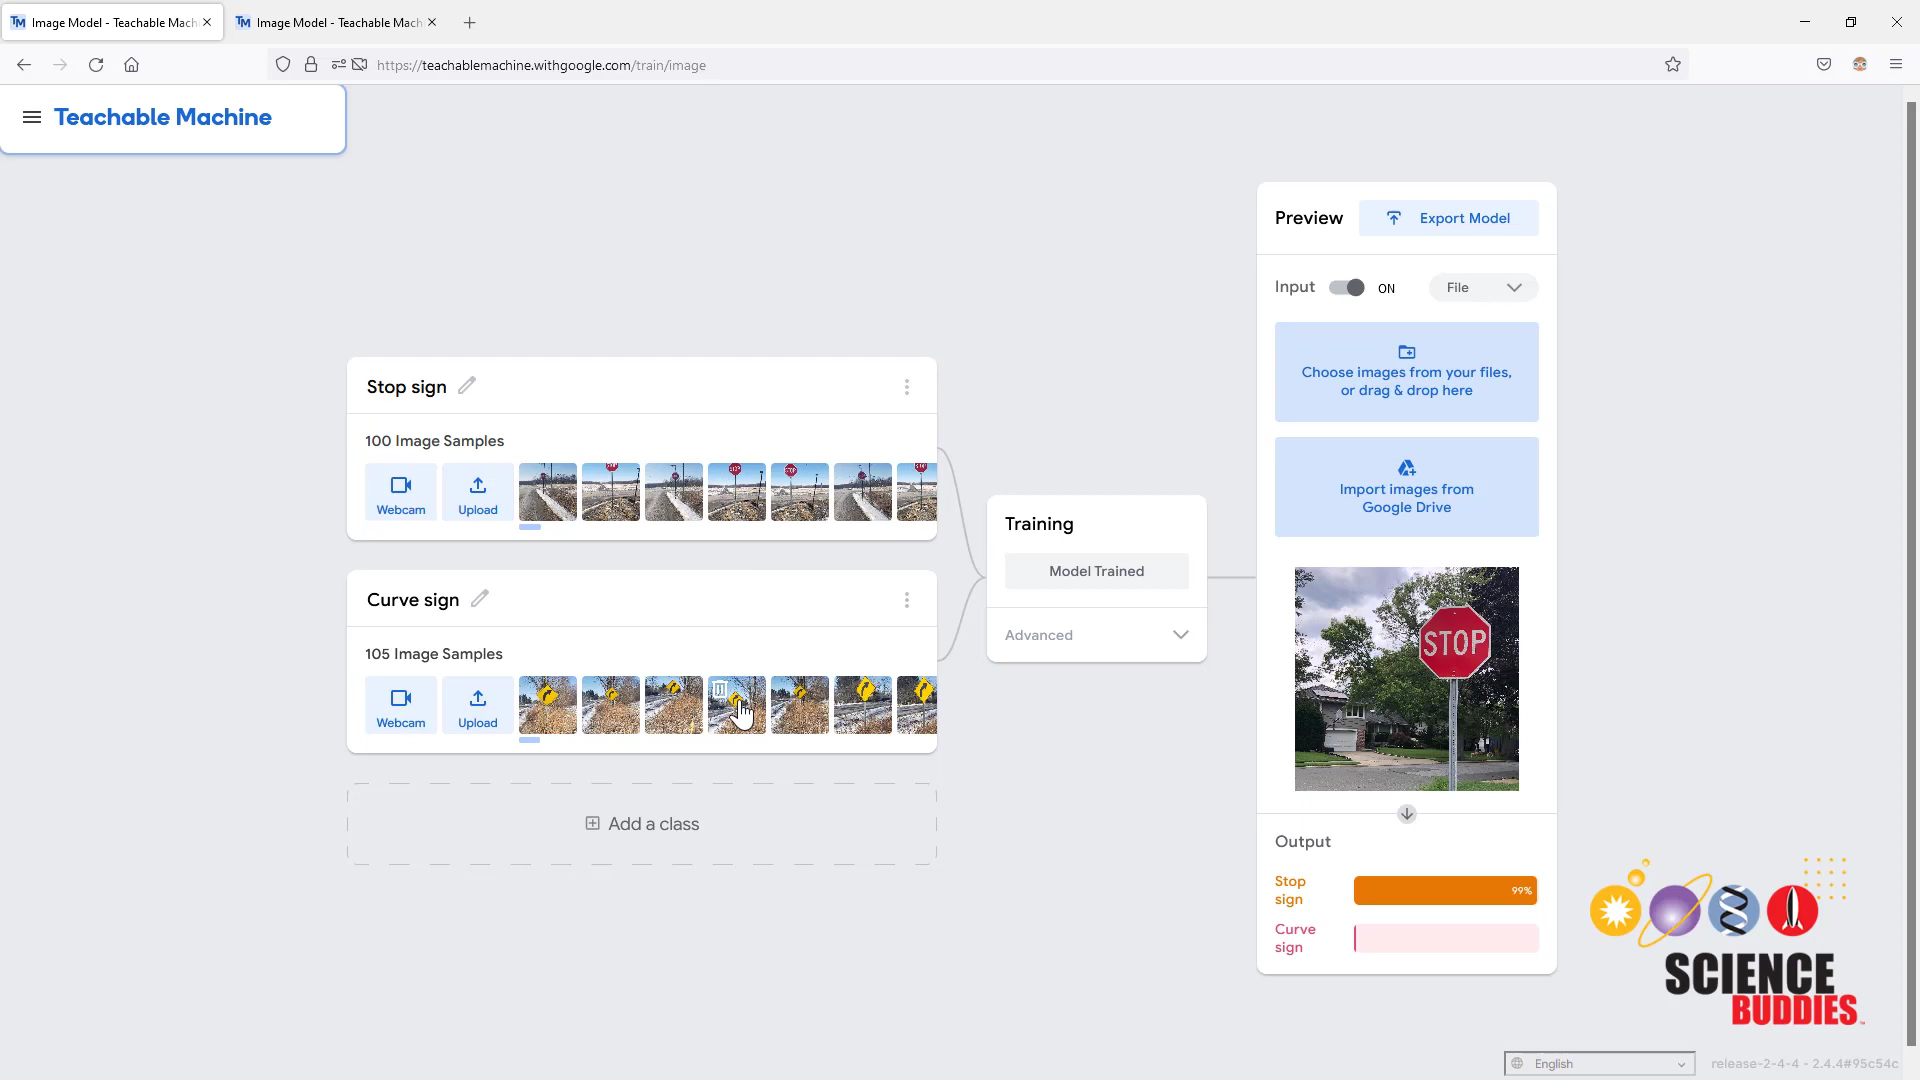 Image Model - Teachable Mach
Image Model - Teachable Mach
https://teachablemachine.withgoogle.com/train/image
Teachable Machine
Preview
Export Model
Input
ON
File
Choose images from your files,
or drag & drop here
Import images from
Google Drive
Stop sign
100 Image Samples
Webcam
Upload
STOP
STOP
Curve sign
105 Image Samples
Webcam
Upload
Add a class
Training
Model Trained
Advanced
STOP
Output
Stop
sign
99%
Curve
sign
SCIENCE
BUDDIES
English
release-2-4-4 - 2.4.4#95c54c